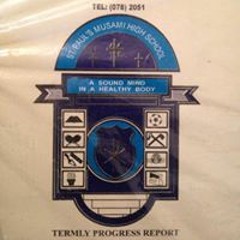 TEL: (078) 2051
ST. PAUL'S MUSAMI HIGH SCHOOL
A SOUND MIND
IN A HEALTHY BODY
TERMLY PROGRESS REPORT